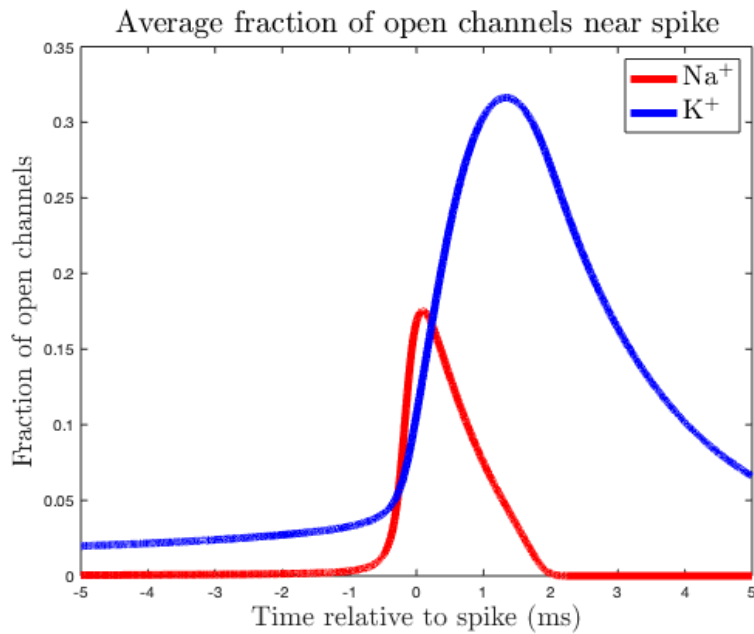 Average fraction of open channels near spike
Na⁺
K⁺
Fraction of open channels
0.35
0.3
0.25
0.2
0.15
0.1
0.05
0
-5 -4 -3 -2 -1 0 1 2 3 4 5
Time relative to spike (ms)